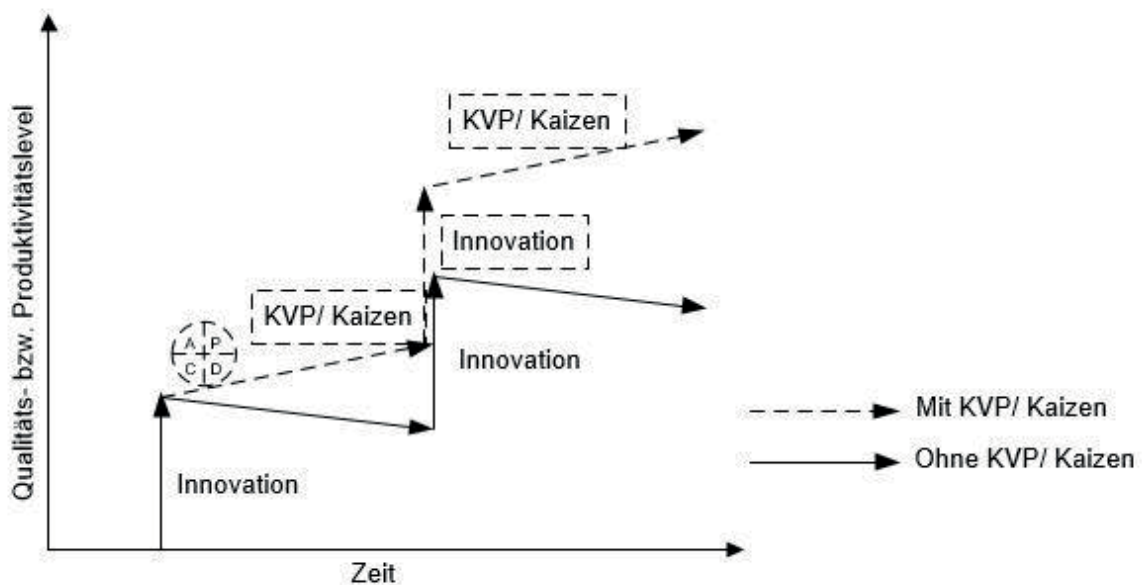 Qualitäts- bzw. Produktivitätslevel
KVP/ Kaizen
Innovation
KVP/ Kaizen
A P
C D
Innovation
Innovation
Mit KVP/ Kaizen
Ohne KVP/ Kaizen
Zeit